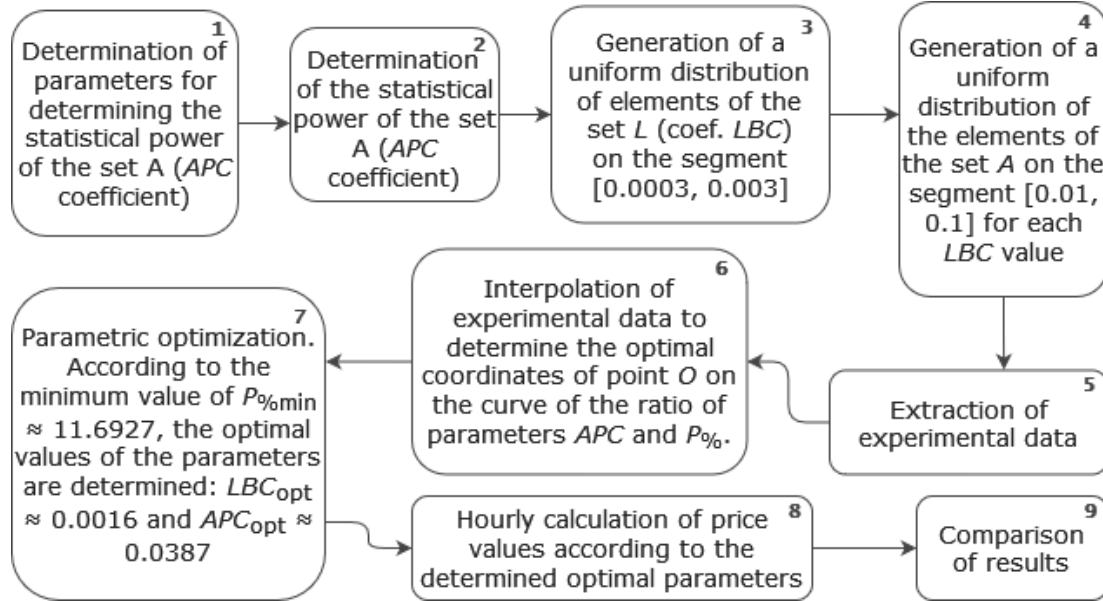 1
Determination of
parameters for
determining the
statistical power
of the set A (APC
coefficient)
2
Determination
of the statistical
power of the set
A (APC
coefficient)
3
Generation of a
uniform distribution
of elements of the
set L (coef. LBC)
on the segment
[0.0003, 0.003]
4
Generation of a
uniform
distribution of
the elements of
the set A on the
segment [0.01,
0.1] for each
LBC value
5
Extraction of
experimental data
6
Interpolation of
experimental data to
determine the optimal
coordinates of point O on
the curve of the ratio of
parameters APC and P%.
7
Parametric optimization.
According to the
minimum value of P%min
≈ 11.6927, the optimal
values of the parameters
are determined: LBCopt
≈ 0.0016 and APCopt ≈
0.0387
8
Hourly calculation of price
values according to the
determined optimal parameters
9
Comparison
of results